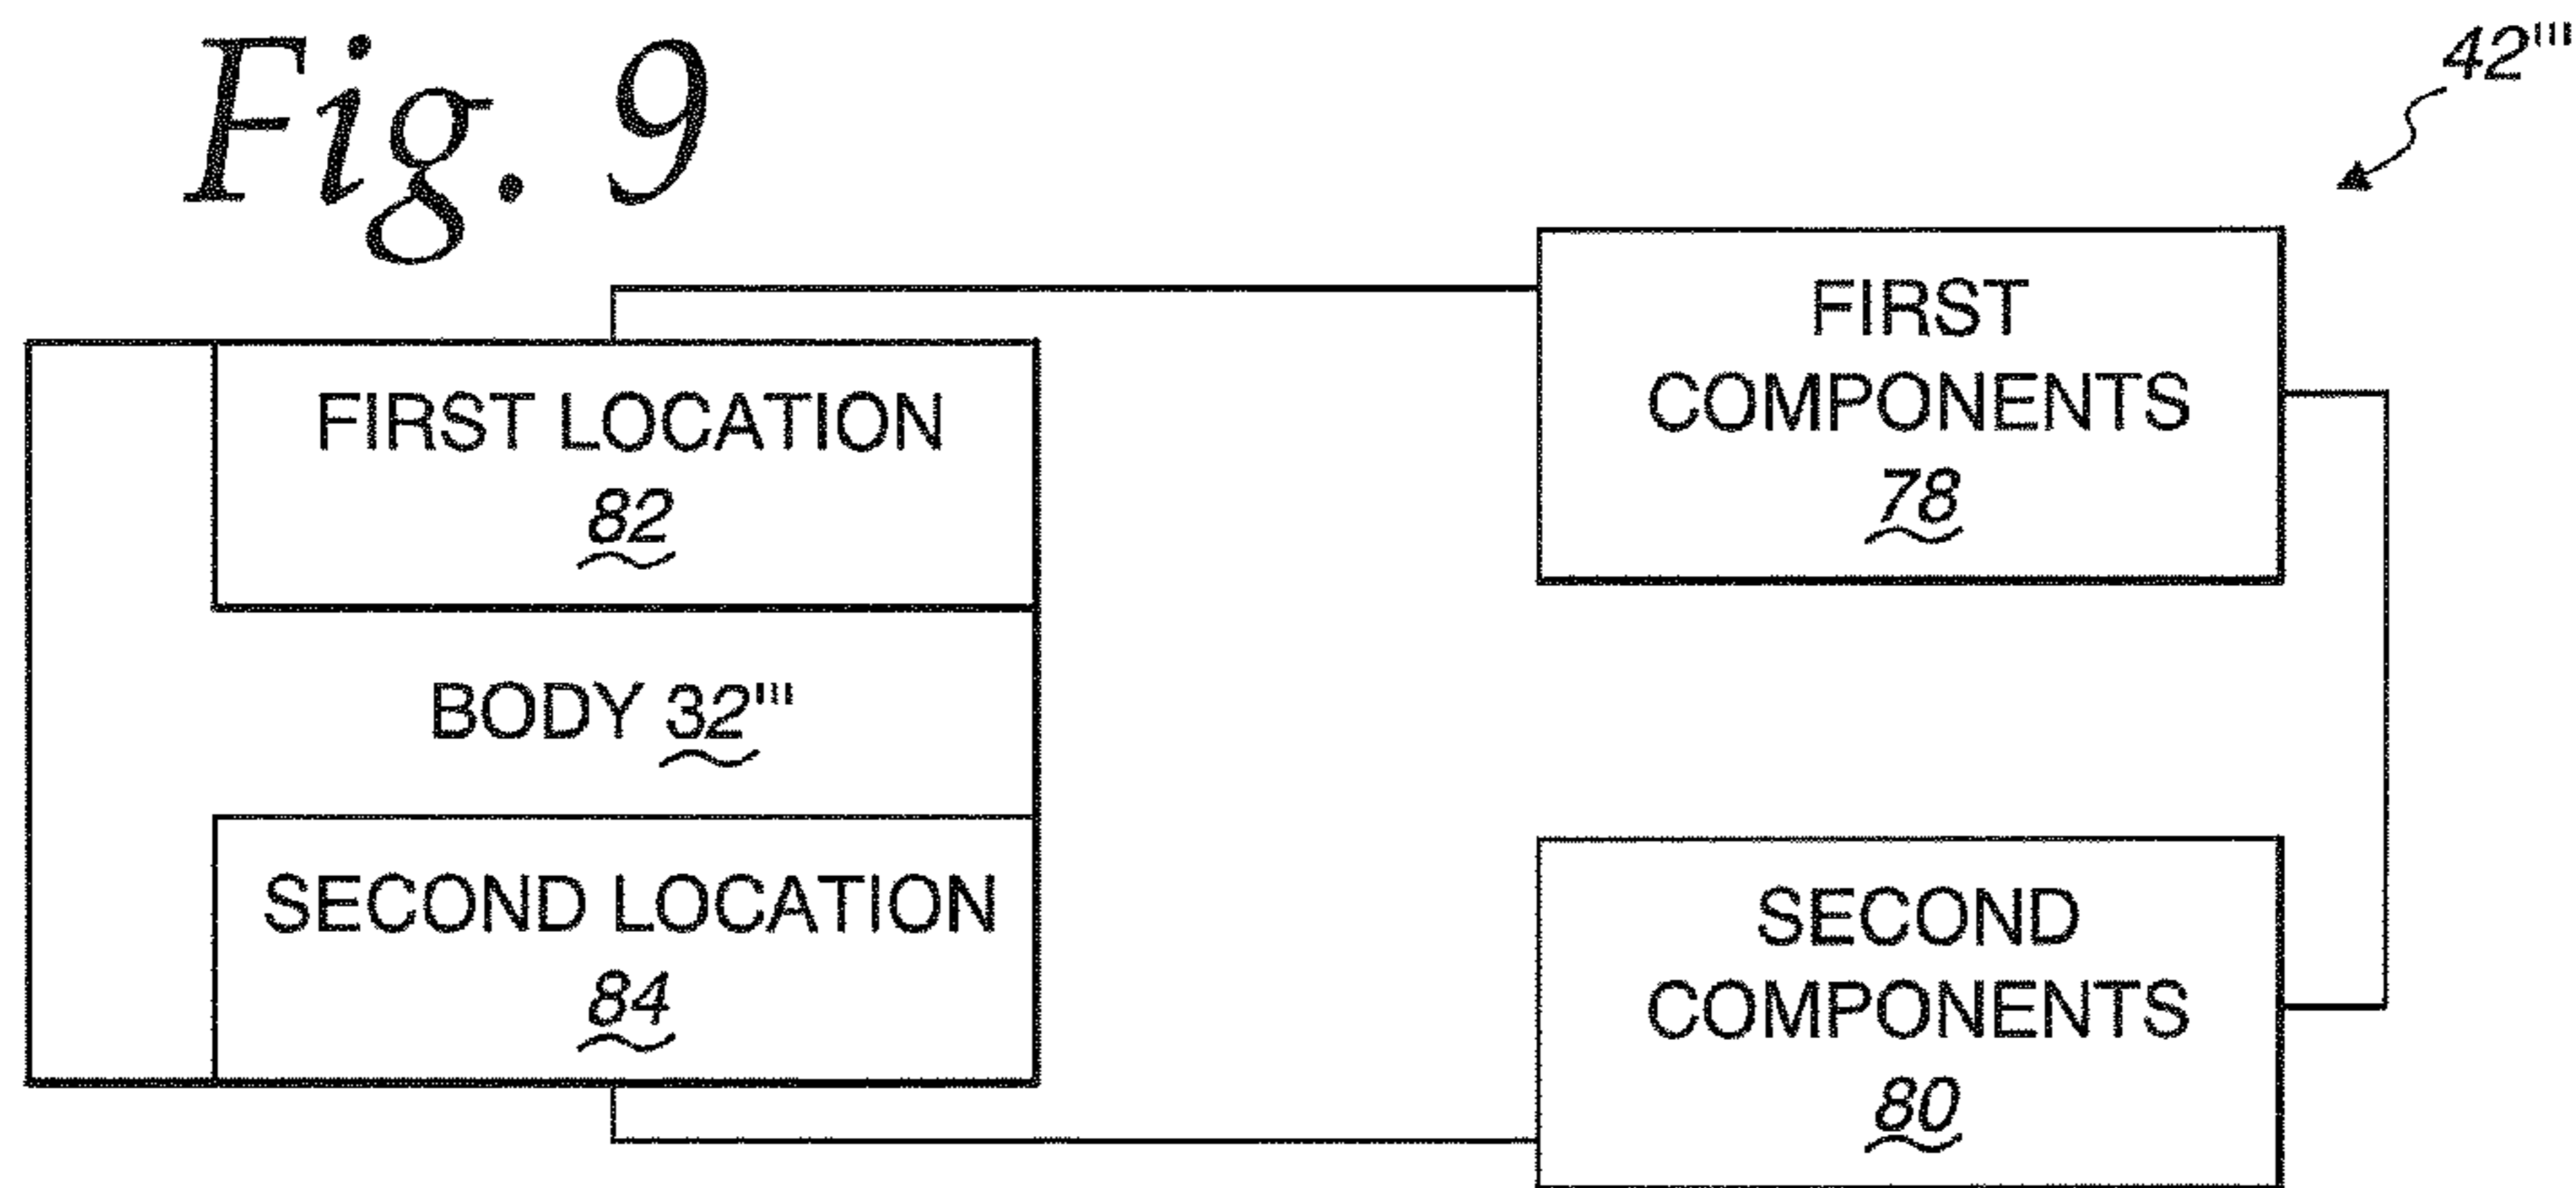 Fig. 9
42'''
FIRST LOCATION
82
BODY 32'''
SECOND LOCATION
84
FIRST
COMPONENTS
78
SECOND
COMPONENTS
80